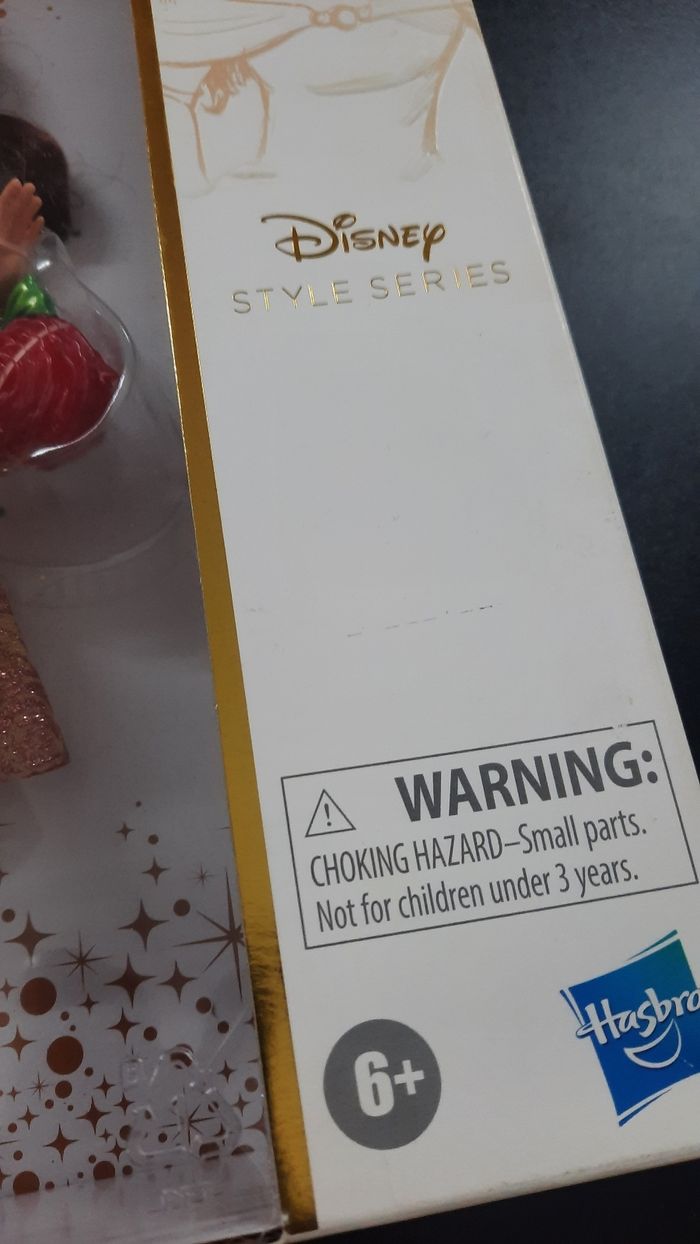 Disney
STYLE SERIES
WARNING:
CHOKING HAZARD–Small parts.
Not for children under 3 years.
Hasbro
6+